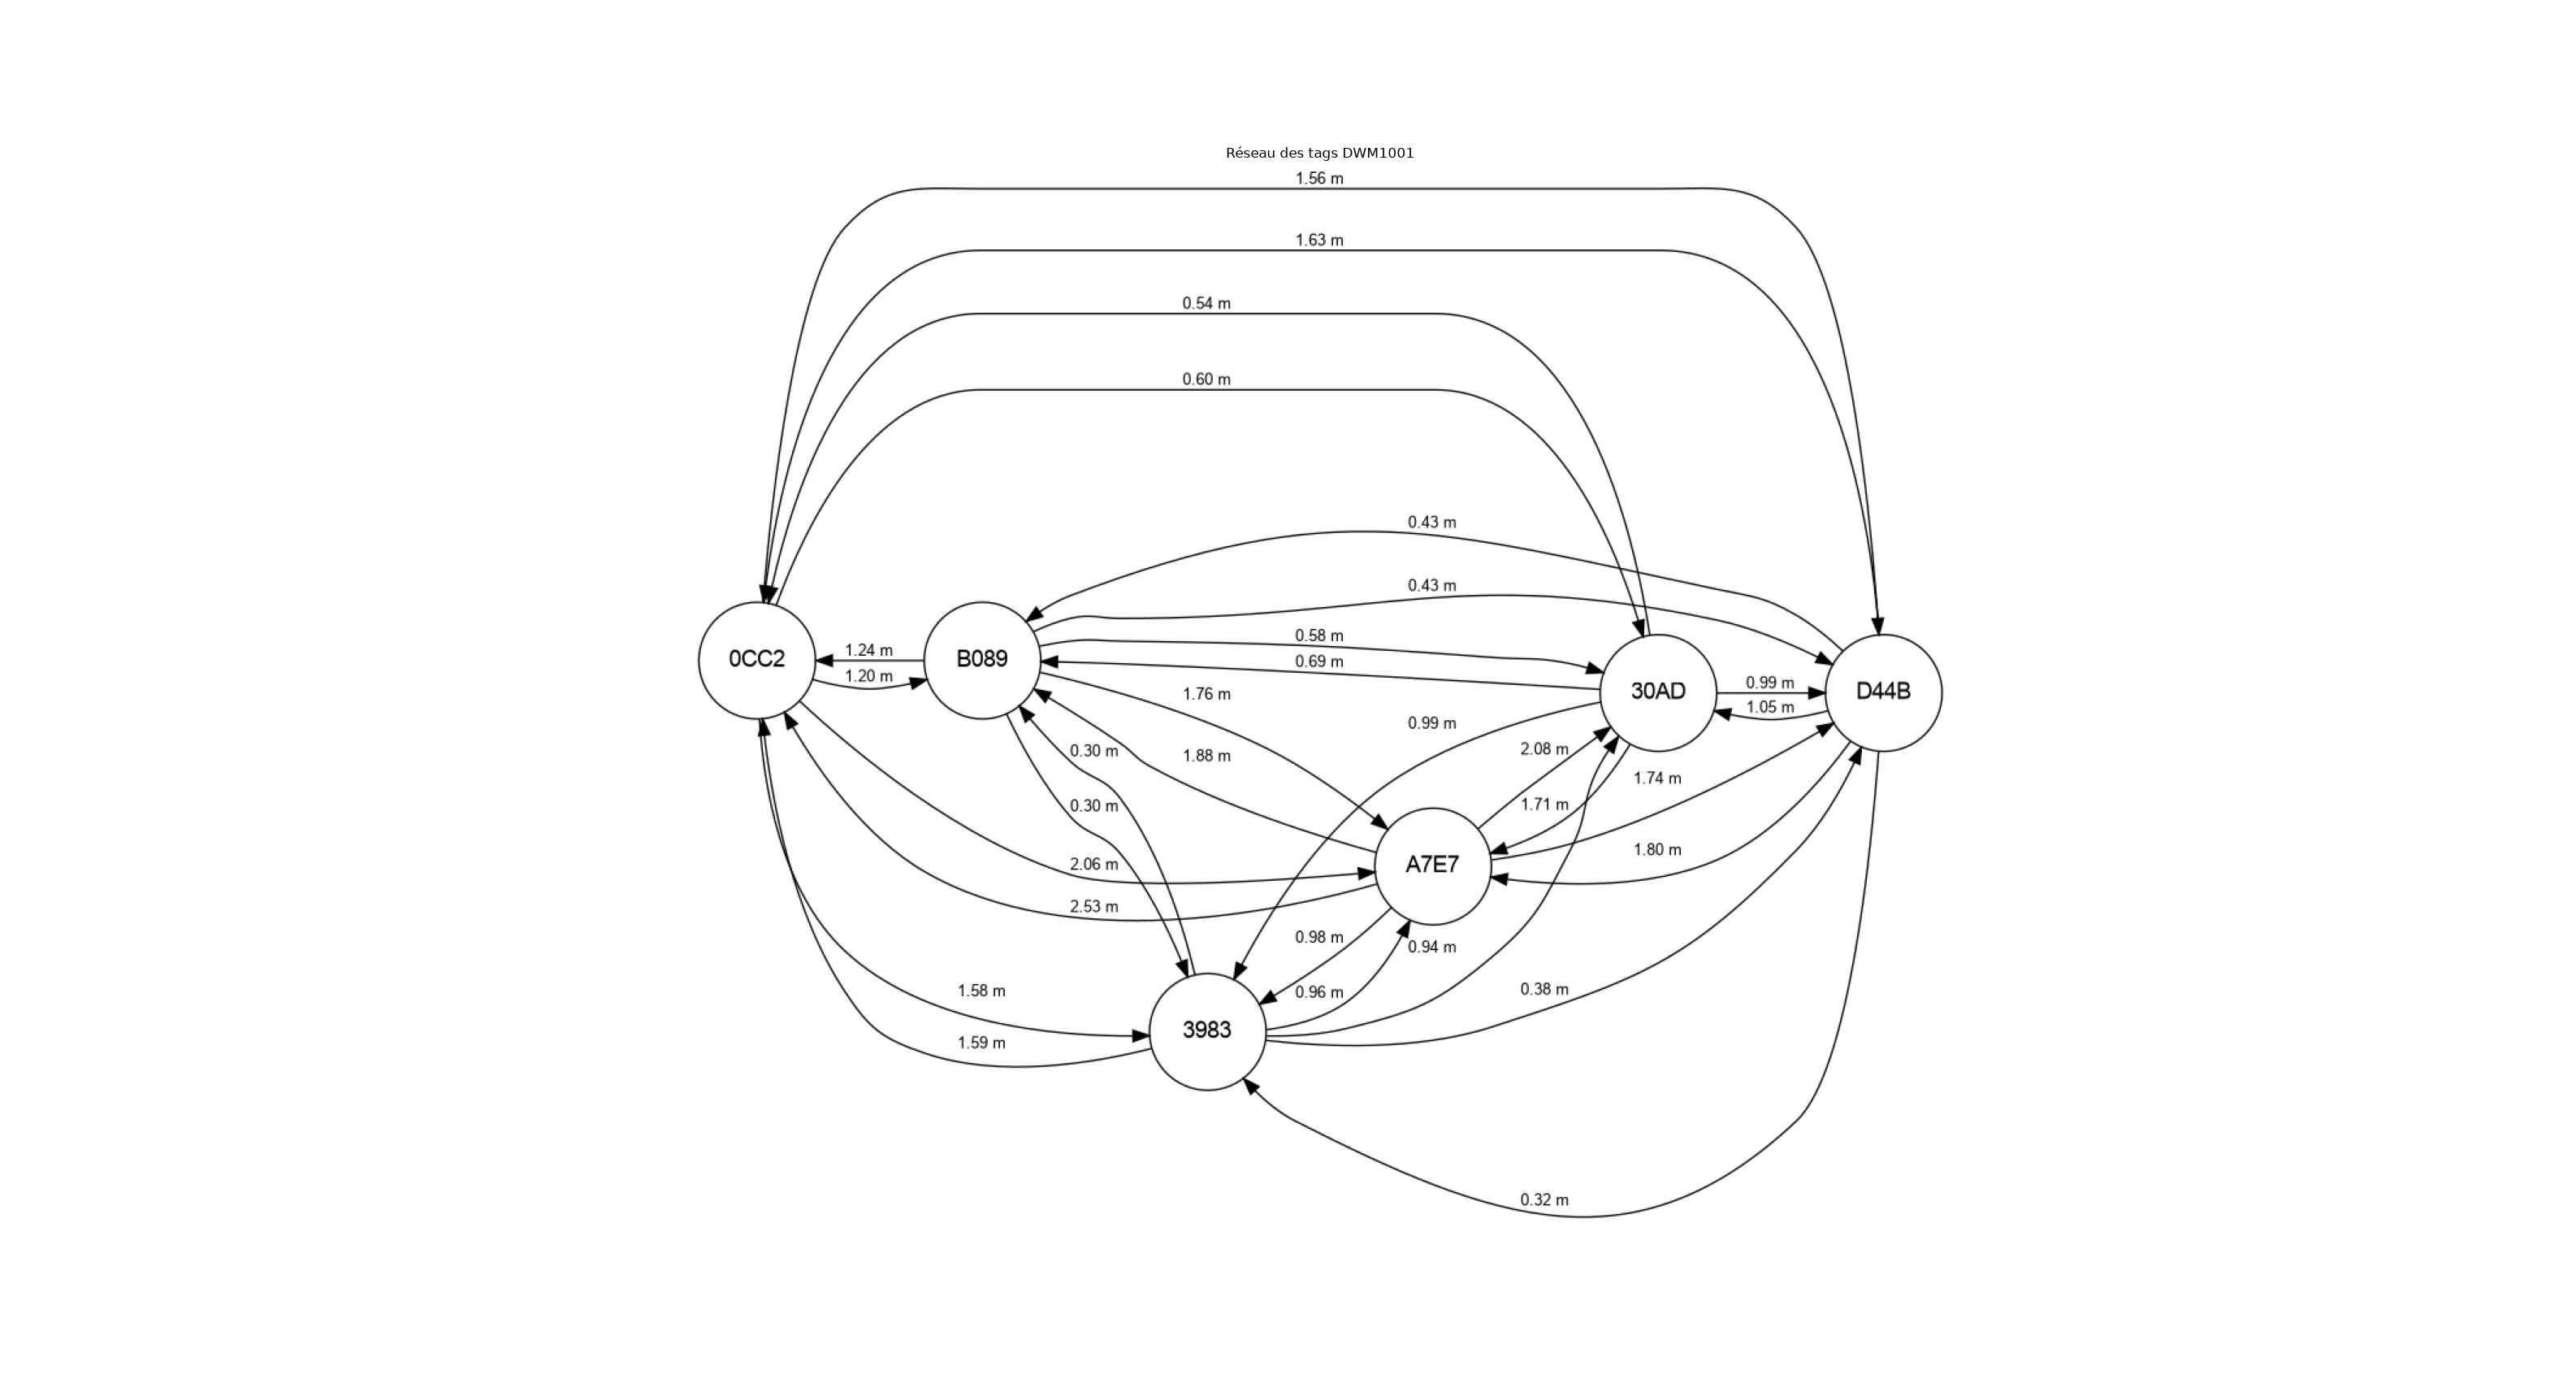 Réseau des tags DWM1001
1.56 m
1.63 m
0.54 m
0.60 m
0.43 m
0.43 m
0.58 m
0CC2
1.24 m
B089
0.69 m
1.20 m
30AD
0.99 m
D44B
1.05 m
1.76 m
0.99 m
0.30 m
1.88 m
2.08 m
1.74 m
0.30 m
1.71 m
2.06 m
A7E7
1.80 m
2.53 m
0.98 m
0.94 m
1.58 m
0.96 m
0.38 m
3983
1.59 m
0.32 m